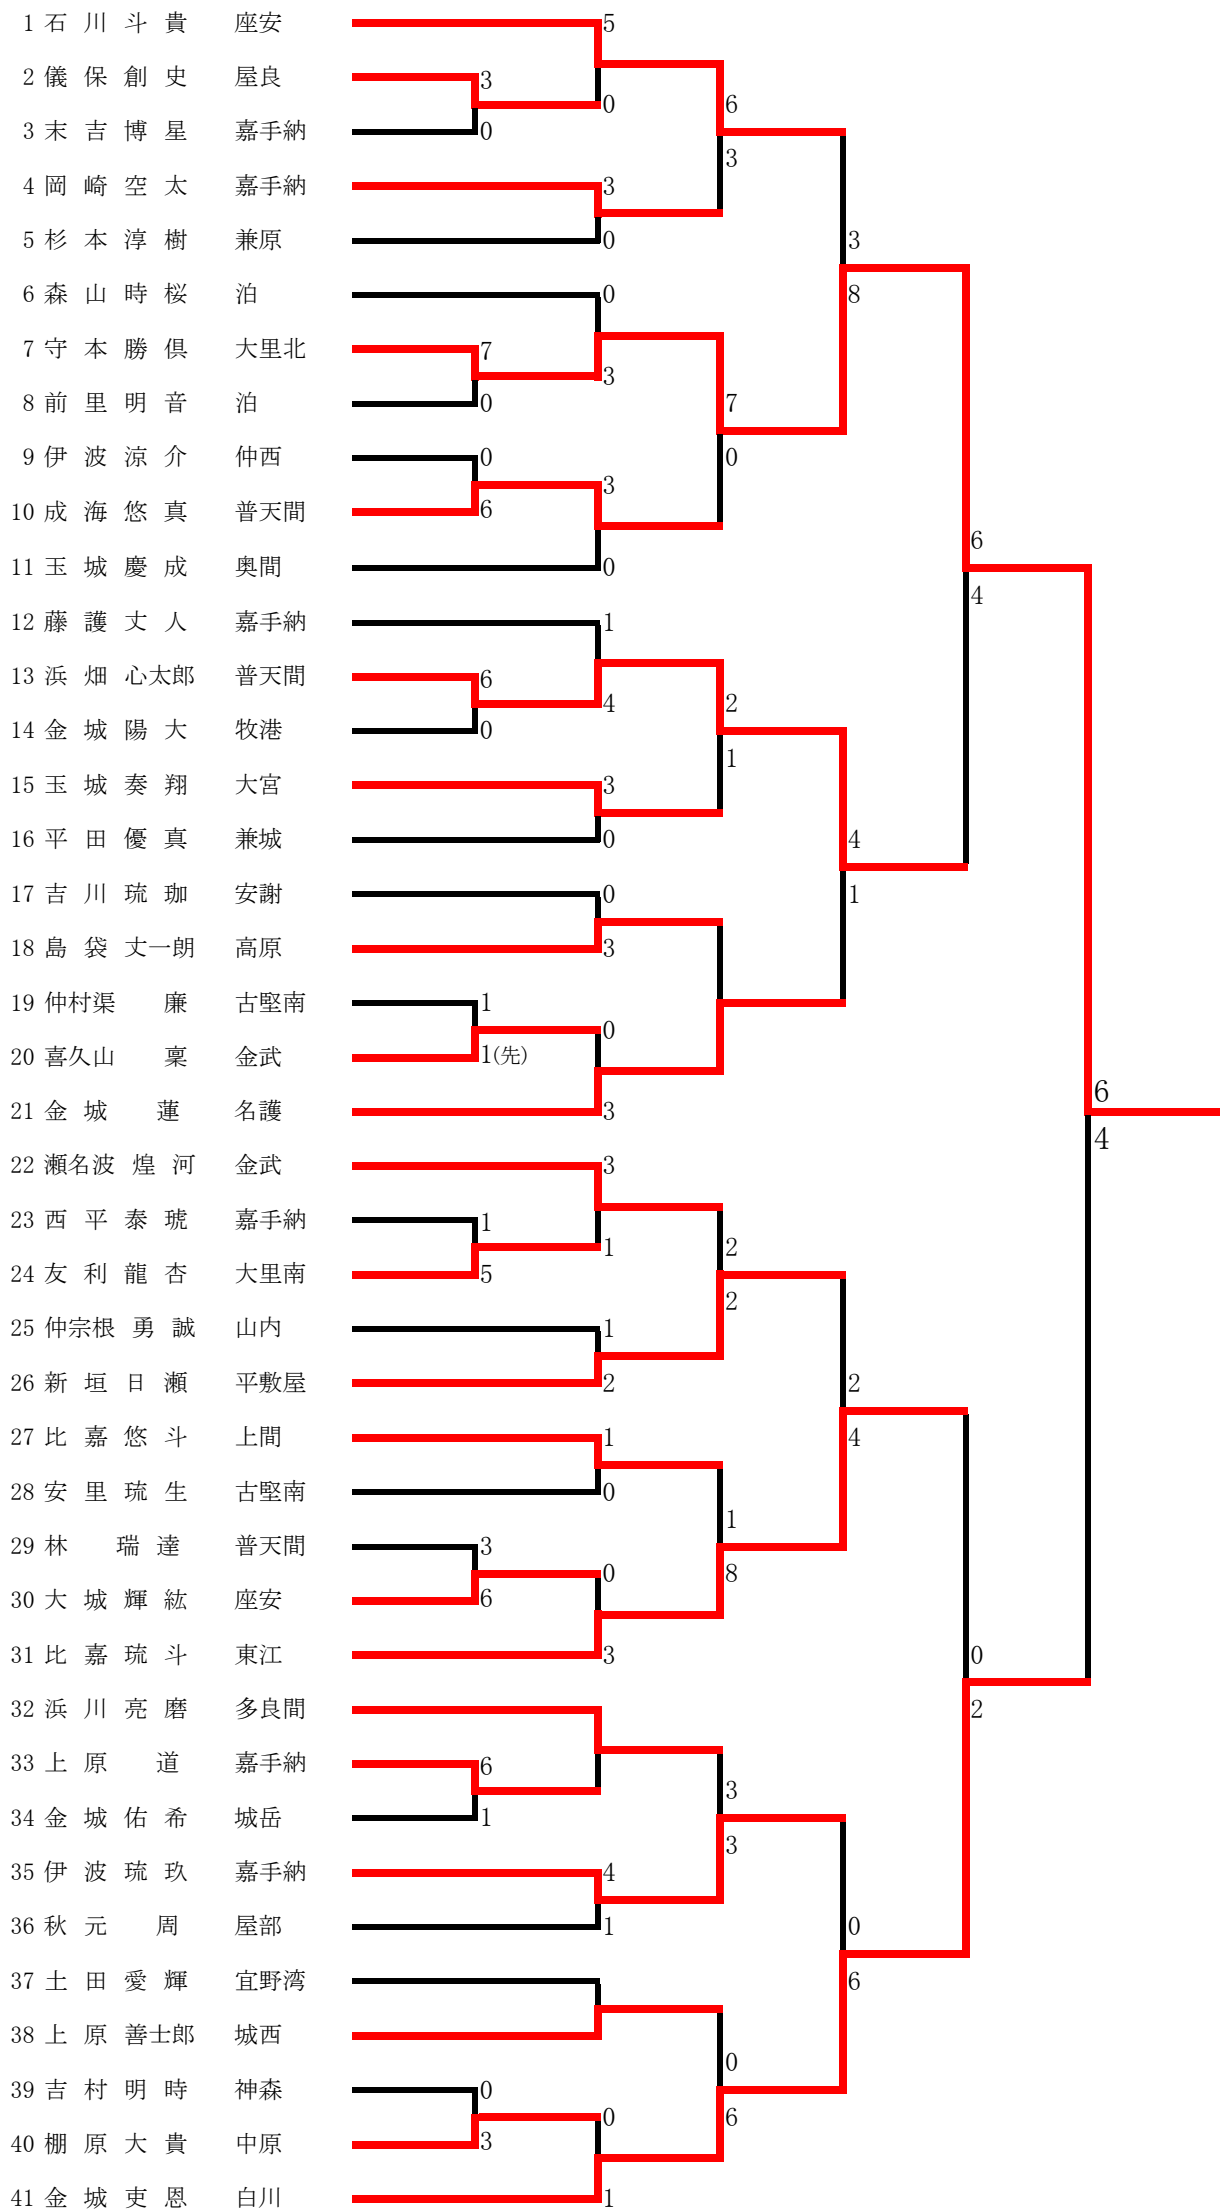 1 石 川 斗 貴 座安 5
2 儀 保 創 史 屋良 3
0 6
3 末 吉 博 星 嘉手納 0
3
4 岡 崎 空 太 嘉手納 3
5 杉 本 淳 樹 兼原 0 3
6 森 山 時 桜 泊 0 8
7 守 本 勝 倶 大里北 7
3
8 前 里 明 音 泊 0 7
9 伊 波 涼 介 仲西 0 0
3
10 成 海 悠 真 普天間 6
6
11 玉 城 慶 成 奥間 0
4
12 藤 護 丈 人 嘉手納 1
13 浜 畑 心太郎 普天間 6
4 2
14 金 城 陽 大 牧港 0
1
15 玉 城 奏 翔 大宮 3
16 平 田 優 真 兼城 0 4
17 吉 川 琉 珈 安謝 0 1
18 島 袋 丈一朗 高原 3
19 仲村渠 廉 古堅南 1
0
20 喜久山 稟 金武 1(先)
6
21 金 城 蓮 名護 3
4
22 瀬名波 煌 河 金武 3
23 西 平 泰 琥 嘉手納 1
1 2
24 友 利 龍 杏 大里南 5
2
25 仲宗根 勇 誠 山内 1
26 新 垣 日 瀬 平敷屋 2 2
27 比 嘉 悠 斗 上間 1 4
28 安 里 琉 生 古堅南 0
1
29 林 瑞 達 普天間 3
0 8
30 大 城 輝 紘 座安 6
31 比 嘉 琉 斗 東江 3 0
32 浜 川 亮 磨 多良間 2
33 上 原 道 嘉手納 6
3
34 金 城 佑 希 城岳 1
3
35 伊 波 琉 玖 嘉手納 4
36 秋 元 周 屋部 1 0
37 土 田 愛 輝 宜野湾 6
38 上 原 善士郎 城西
0
39 吉 村 明 時 神森 0
0 6
40 棚 原 大 貴 中原 3
41 金 城 吏 恩 白川 1